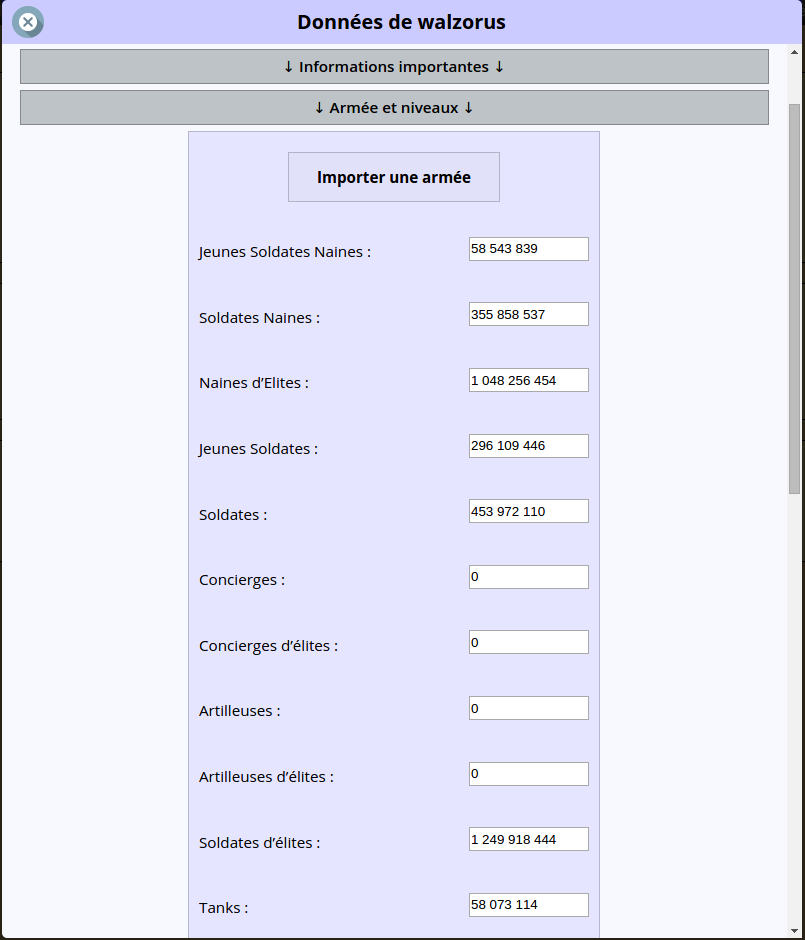 Données de walzorus
↓ Informations importantes ↓
↓ Armée et niveaux ↓
Importer une armée
Jeunes Soldates Naines : 58 543 839
Soldates Naines : 355 858 537
Naines d’Elites : 1 048 256 454
Jeunes Soldates : 296 109 446
Soldates : 453 972 110
Concierges : 0
Concierges d’élites : 0
Artilleuses : 0
Artilleuses d’élites : 0
Soldates d’élites : 1 249 918 444
Tanks : 58 073 114